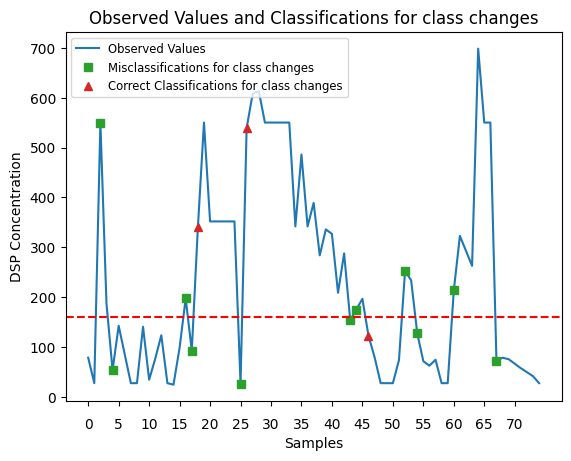 Observed Values and Classifications for class changes
Observed Values
Misclassifications for class changes
Correct Classifications for class changes
700
600
500
400
300
200
100
0
DSP Concentration
0 5 10 15 20 25 30 35 40 45 50 55 60 65 70
Samples